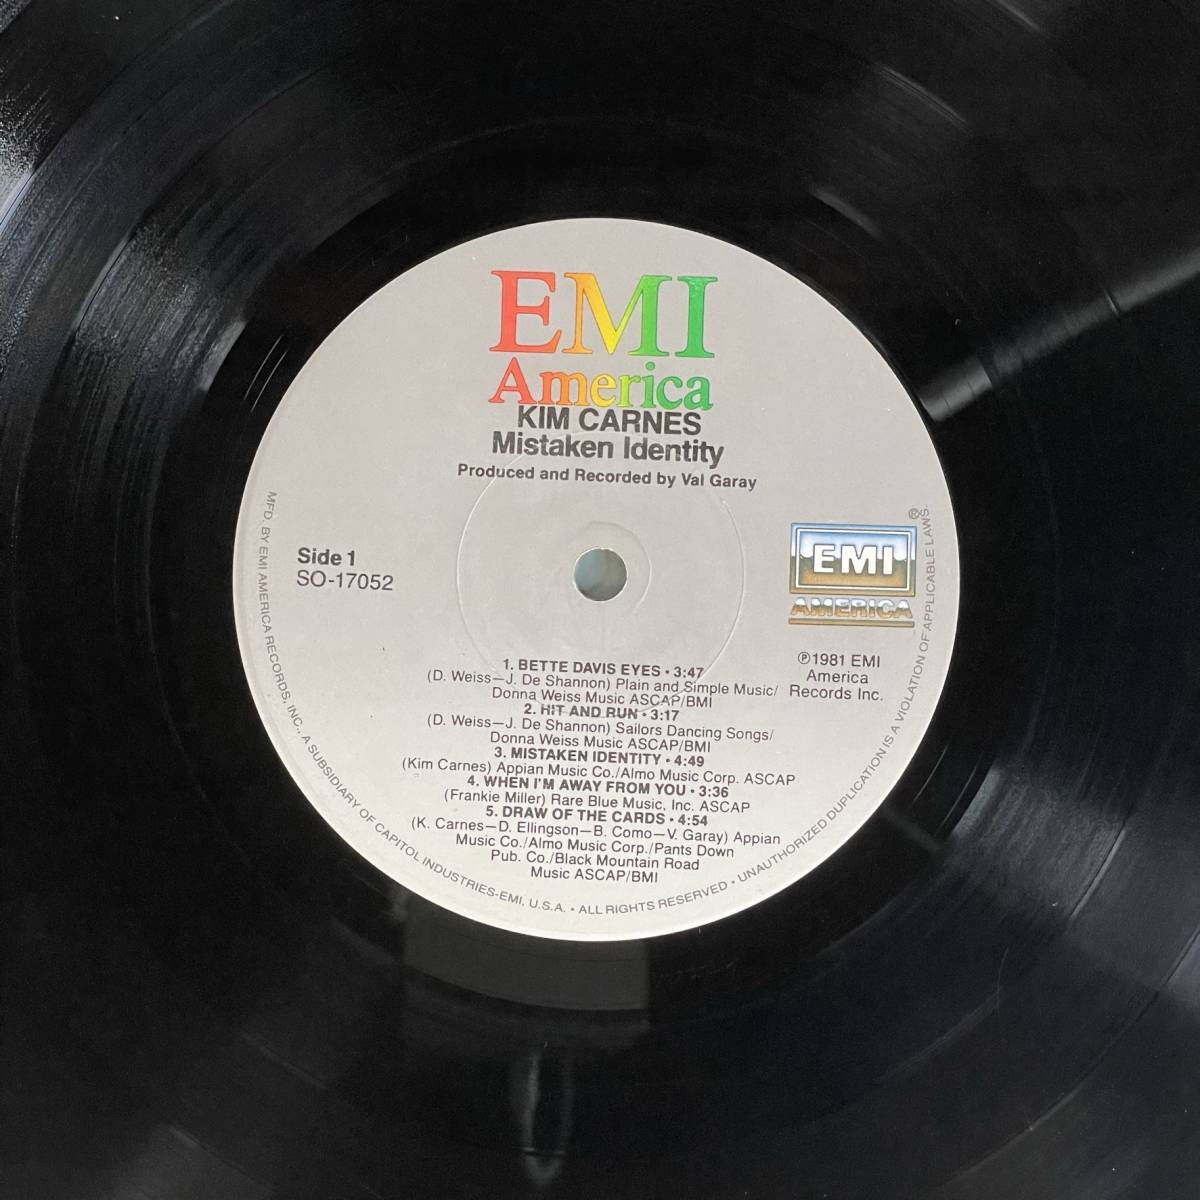 EMI
America
KIM CARNES
Mistaken Identity
Produced and Recorded by Val Garay
Side 1
SO-17052
®
EMI
AMERICA
℗1981 EMI
America
Records Inc.
1. BETTE DAVIS EYES • 3:47
(D. Weiss—J. De Shannon) Plain and Simple Music/
Donna Weiss Music ASCAP/BMI
2. HIT AND RUN • 3:17
(D. Weiss—J. De Shannon) Sailors Dancing Songs/
Donna Weiss Music ASCAP/BMI
3. MISTAKEN IDENTITY • 4:49
(Kim Carnes) Appian Music Co./Almo Music Corp. ASCAP
4. WHEN I'M AWAY FROM YOU • 3:36
(Frankie Miller) Rare Blue Music, Inc. ASCAP
5. DRAW OF THE CARDS • 4:54
(K. Carnes—D. Ellingson—B. Como—V. Garay) Appian
Music Co./Almo Music Corp./Pants Down
Pub. Co./Black Mountain Road
Music ASCAP/BMI
MFD. BY EMI AMERICA RECORDS, INC., A SUBSIDIARY OF CAPITOL INDUSTRIES-EMI, U.S.A. • ALL RIGHTS RESERVED • UNAUTHORIZED DUPLICATION IS A VIOLATION OF APPLICABLE LAWS.